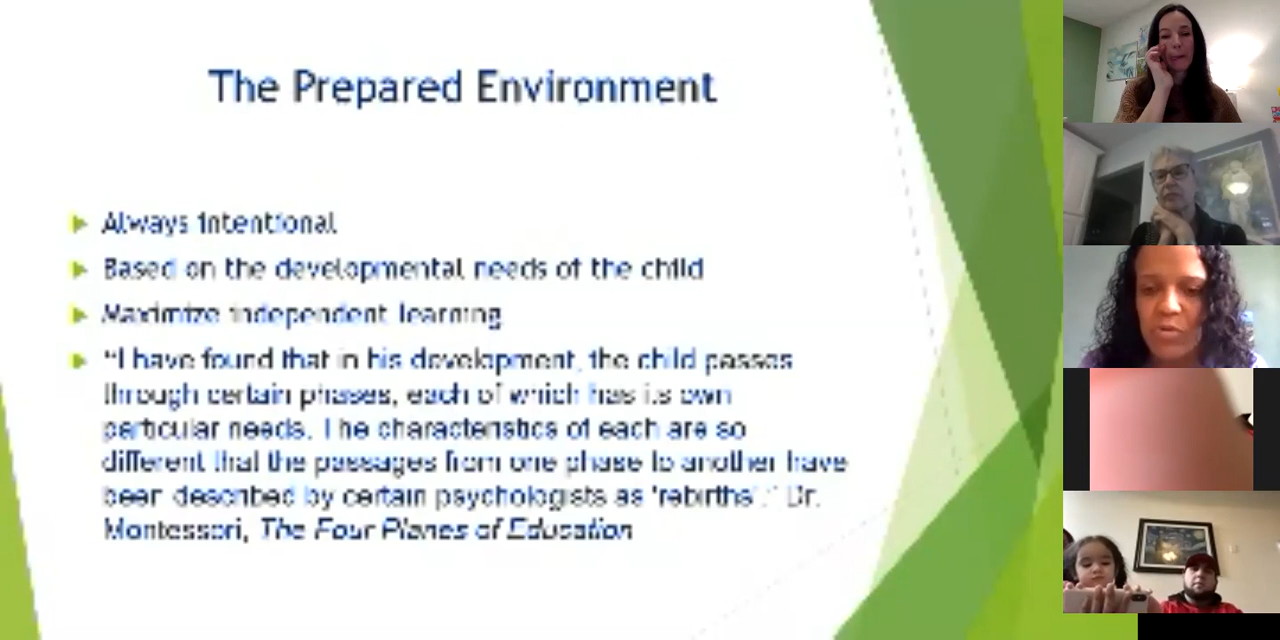 The Prepared Environment
Always intentional
Based on the developmental needs of the child
Maximize independent learning
"I have found that in his development, the child passes
through certain phases, each of which has its own
particular needs. The characteristics of each are so
different that the passages from one phase to another have
been described by certain psychologists as 'rebirths'." Dr.
Montessori, The Four Planes of Education